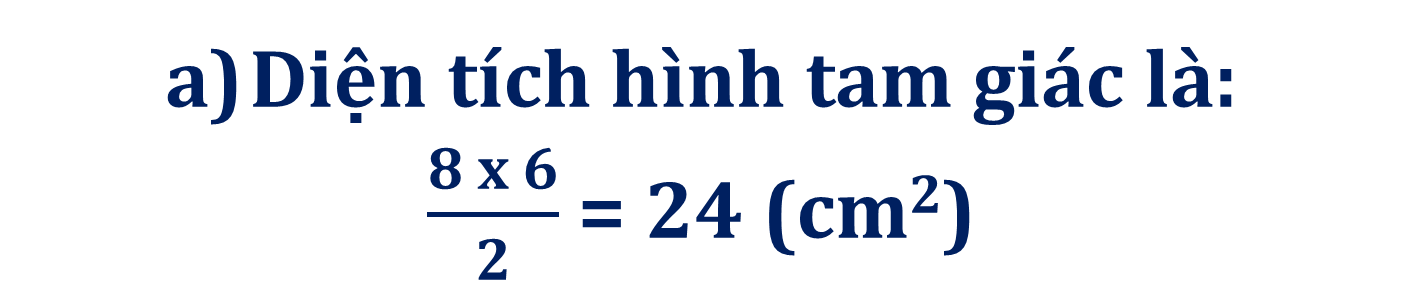 a) Diện tích hình tam giác là:
8 x 6
2
= 24 (cm²)